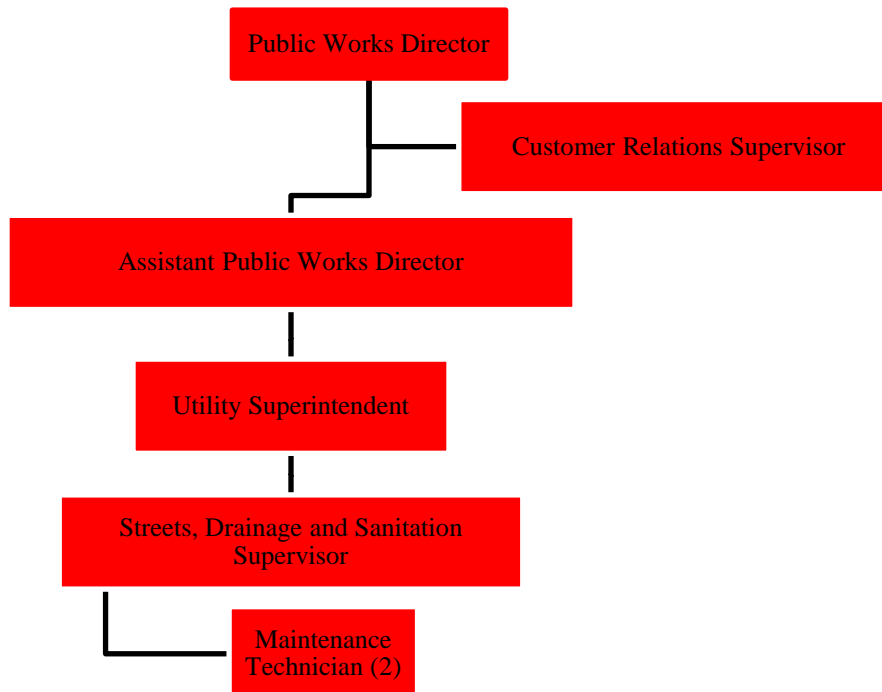 Public Works Director
Customer Relations Supervisor
Assistant Public Works Director
Utility Superintendent
Streets, Drainage and Sanitation
Supervisor
Maintenance
Technician (2)